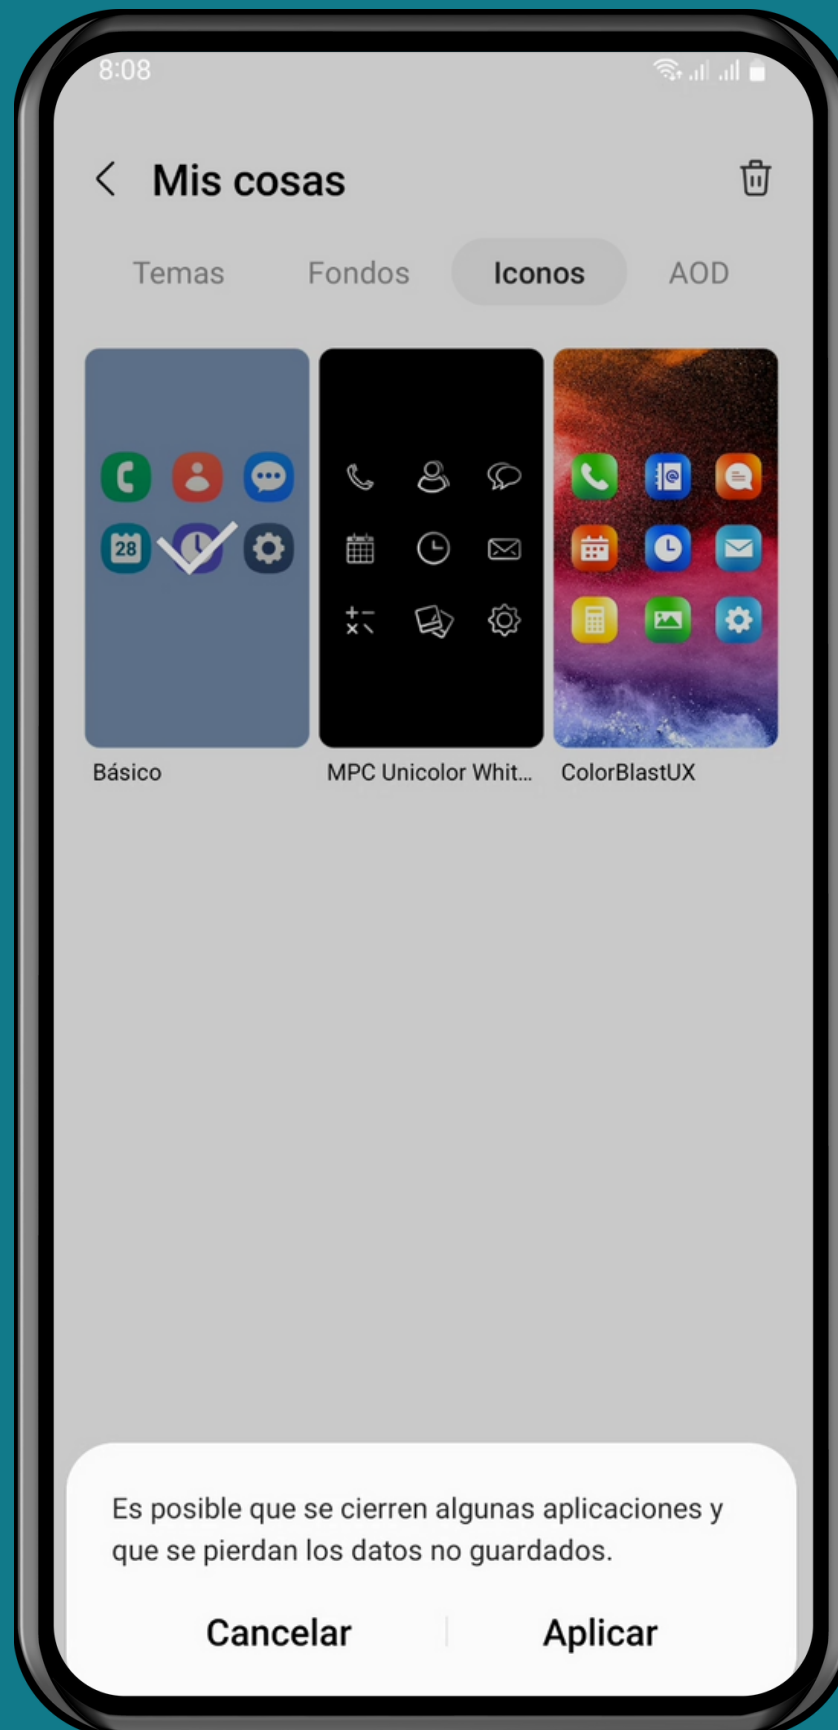 8:08
Mis cosas
Temas Fondos Iconos AOD
28
Básico MPC Unicolor Whit... ColorBlastUX
Es posible que se cierren algunas aplicaciones y
que se pierdan los datos no guardados.
Cancelar Aplicar